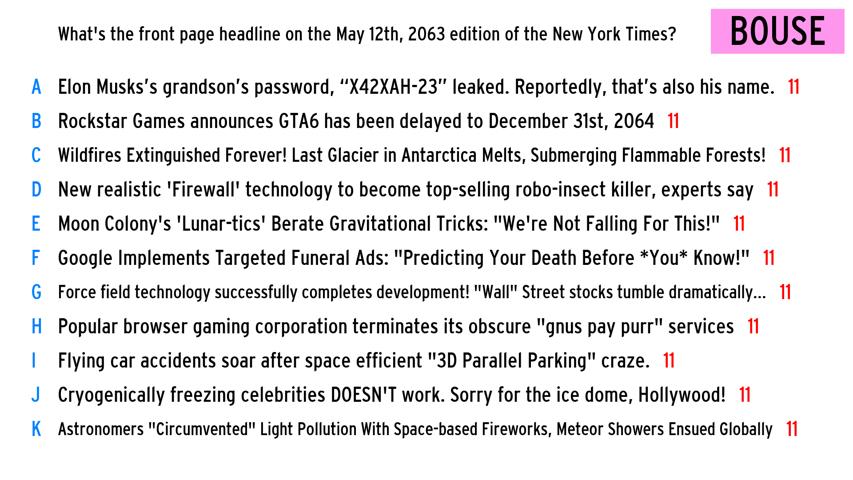 What's the front page headline on the May 12th, 2063 edition of the New York Times?
BOUSE
A Elon Musks’s grandson’s password, “X42XAH-23” leaked. Reportedly, that’s also his name. 11
B Rockstar Games announces GTA6 has been delayed to December 31st, 2064 11
C Wildfires Extinguished Forever! Last Glacier in Antarctica Melts, Submerging Flammable Forests! 11
D New realistic 'Firewall' technology to become top-selling robo-insect killer, experts say 11
E Moon Colony's 'Lunar-tics' Berate Gravitational Tricks: "We're Not Falling For This!" 11
F Google Implements Targeted Funeral Ads: "Predicting Your Death Before *You* Know!" 11
G Force field technology successfully completes development! "Wall" Street stocks tumble dramatically... 11
H Popular browser gaming corporation terminates its obscure "gnus pay purr" services 11
I Flying car accidents soar after space efficient "3D Parallel Parking" craze. 11
J Cryogenically freezing celebrities DOESN'T work. Sorry for the ice dome, Hollywood! 11
K Astronomers "Circumvented" Light Pollution With Space-based Fireworks, Meteor Showers Ensued Globally 11